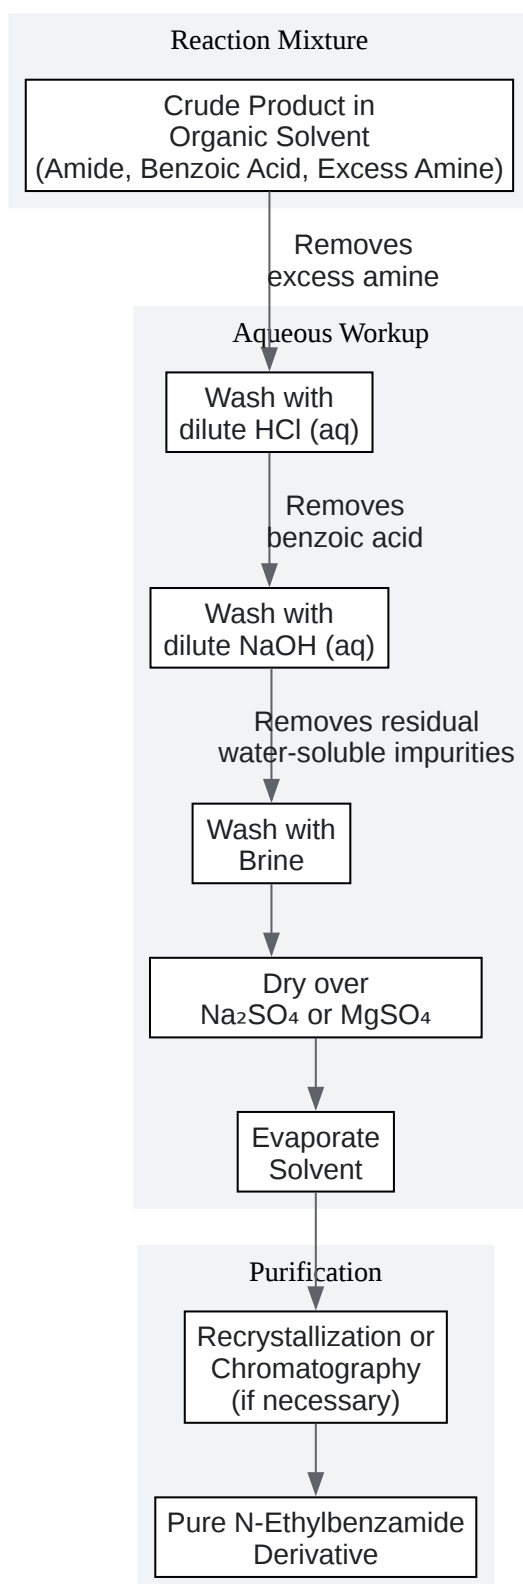 Reaction Mixture
Crude Product in
Organic Solvent
(Amide, Benzoic Acid, Excess Amine)
Removes
excess amine
Aqueous Workup
Wash with
dilute HCl (aq)
Removes
benzoic acid
Wash with
dilute NaOH (aq)
Removes residual
water-soluble impurities
Wash with
Brine
Dry over
Na₂SO₄ or MgSO₄
Evaporate
Solvent
Purification
Recrystallization or
Chromatography
(if necessary)
Pure N-Ethylbenzamide
Derivative